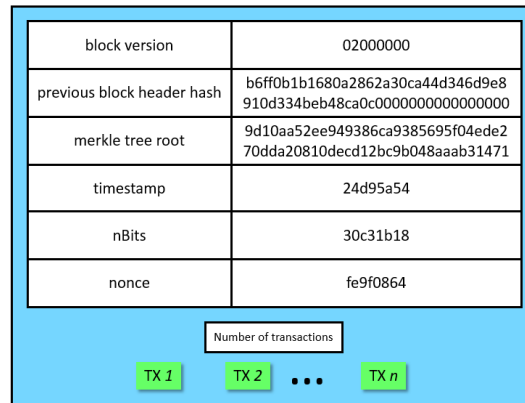 block version 02000000
previous block header hash b6ff0b1b1680a2862a30ca44d346d9e8
910d334beb48ca0c0000000000000000
merkle tree root 9d10aa52ee949386ca9385695f04ede2
70dda20810decd12bc9b048aaab31471
timestamp 24d95a54
nBits 30c31b18
nonce fe9f0864
Number of transactions
TX 1 TX 2 ... TX n